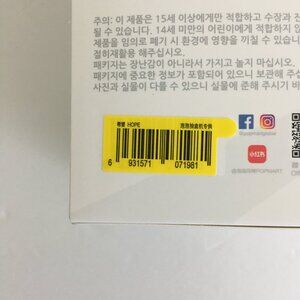 주의: 이 제품은 15세 이상에게만 적합하고 수장과
될 수 있습니다. 14세 미만의 어린이에게 적합하지
제품을 임의로 폐기 시 환경에 영향을 끼칠 수 있습니
절히재활용 해주십시오.
패키지는 장난감이 아니라서 가지고 놀지 마십시오.
패키지에 중요한 정보가 포함되어 있으니 보관해 주십
사진과 실물이 다를 수 있으니 실물에 준해 주시기 바
希望 HOPE
6 931571 071981
小红书